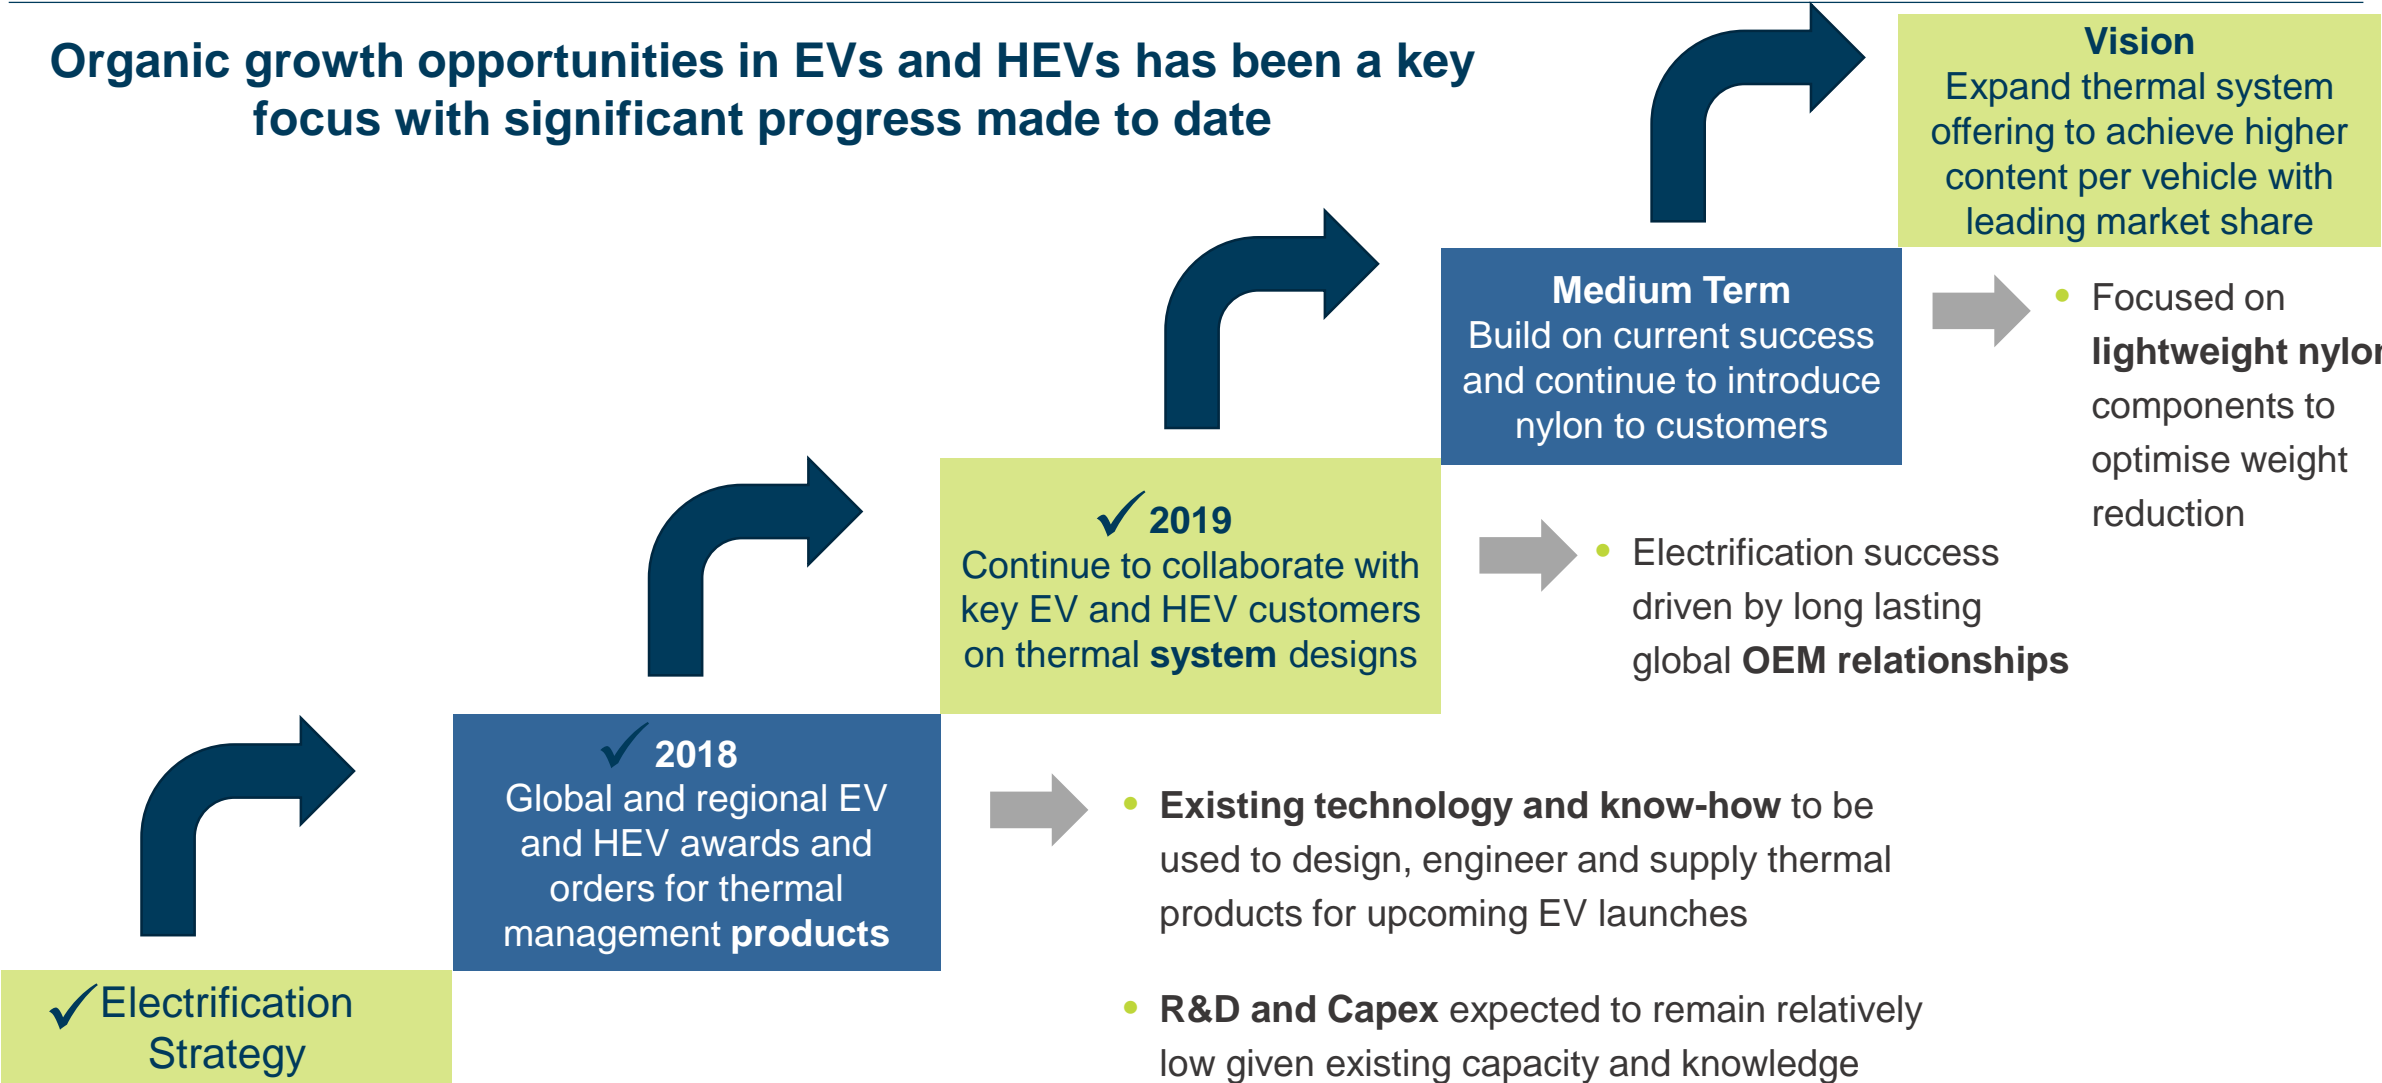 Organic growth opportunities in EVs and HEVs has been a key
focus with significant progress made to date
Vision
Expand thermal system
offering to achieve higher
content per vehicle with
leading market share
• Focused on
lightweight nylon
components to
optimise weight
reduction
Medium Term
Build on current success
and continue to introduce
nylon to customers
• Electrification success
driven by long lasting
global OEM relationships
✓ 2019
Continue to collaborate with
key EV and HEV customers
on thermal system designs
✓ 2018
Global and regional EV
and HEV awards and
orders for thermal
management products
• Existing technology and know-how to be
used to design, engineer and supply thermal
products for upcoming EV launches
• R&D and Capex expected to remain relatively
low given existing capacity and knowledge
✓ Electrification
Strategy